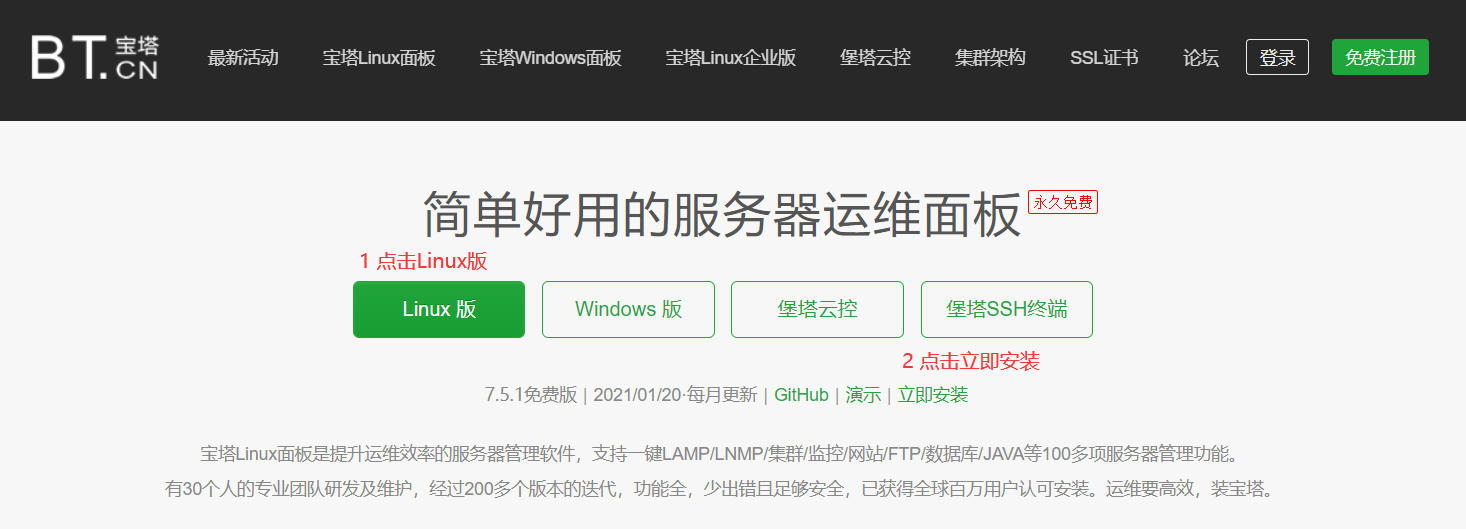 BT.宝塔CN 最新活动 宝塔Linux面板 宝塔Windows面板 宝塔Linux企业版 堡塔云控 集群架构 SSL证书 论坛 登录 免费注册
简单好用的服务器运维面板 永久免费
1 点击Linux版
Linux 版 Windows 版 堡塔云控 堡塔SSH终端
2 点击立即安装
7.5.1免费版 | 2021/01/20·每月更新 | GitHub | 演示 | 立即安装
宝塔Linux面板是提升运维效率的服务器管理软件，支持一键LAMP/LNMP/集群/监控/网站/FTP/数据库/JAVA等100多项服务器管理功能。
有30个人的专业团队研发及维护，经过200多个版本的迭代，功能全，少出错且足够安全，已获得全球百万用户认可安装。运维要高效，装宝塔。